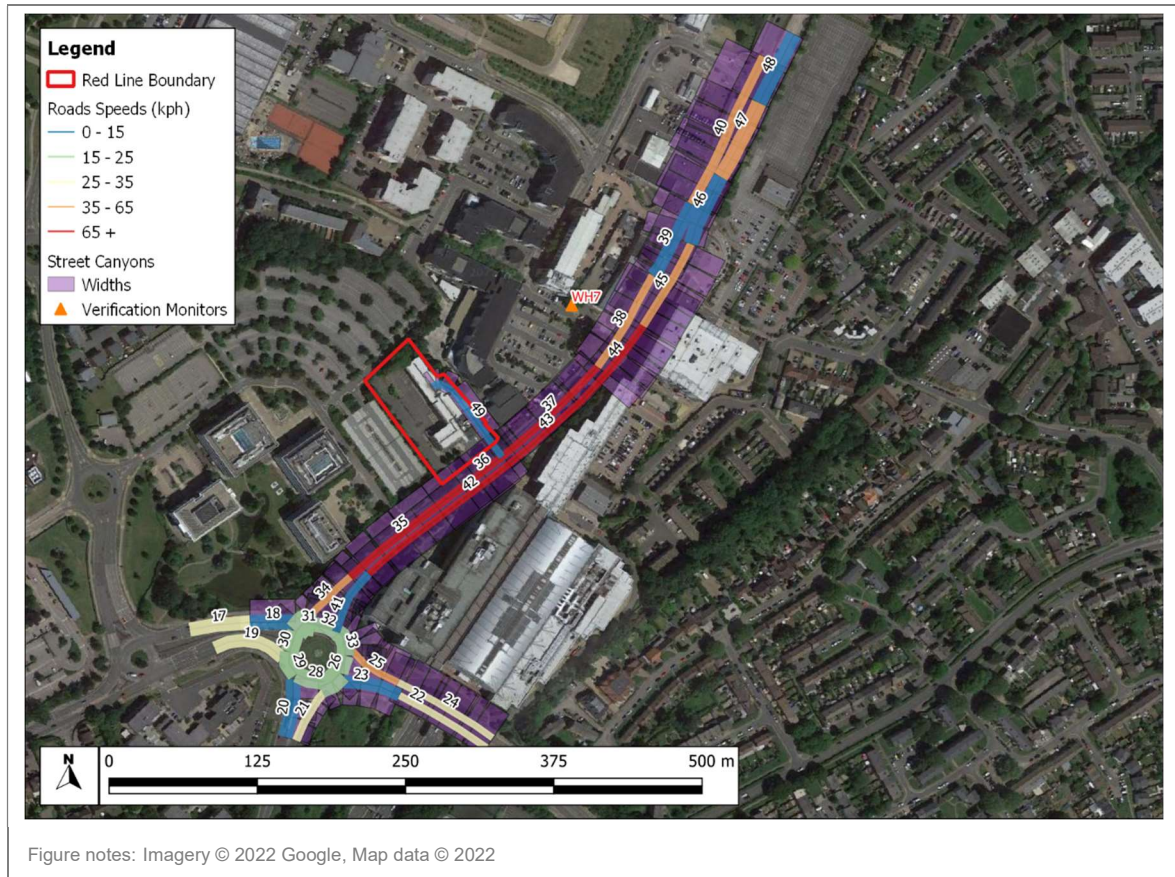 Legend
Red Line Boundary
Roads Speeds (kph)
0 - 15
15 - 25
25 - 35
35 - 65
65 +
Street Canyons
Widths
Verification Monitors
48
47
40
46
39
45
WH7
38
44
37
43
49
36
42
35
34
41
17
18
31
32
19
30
33
29
28
26
25
23
22
24
20
21
N
0 125 250 375 500 m
Figure notes: Imagery © 2022 Google, Map data © 2022